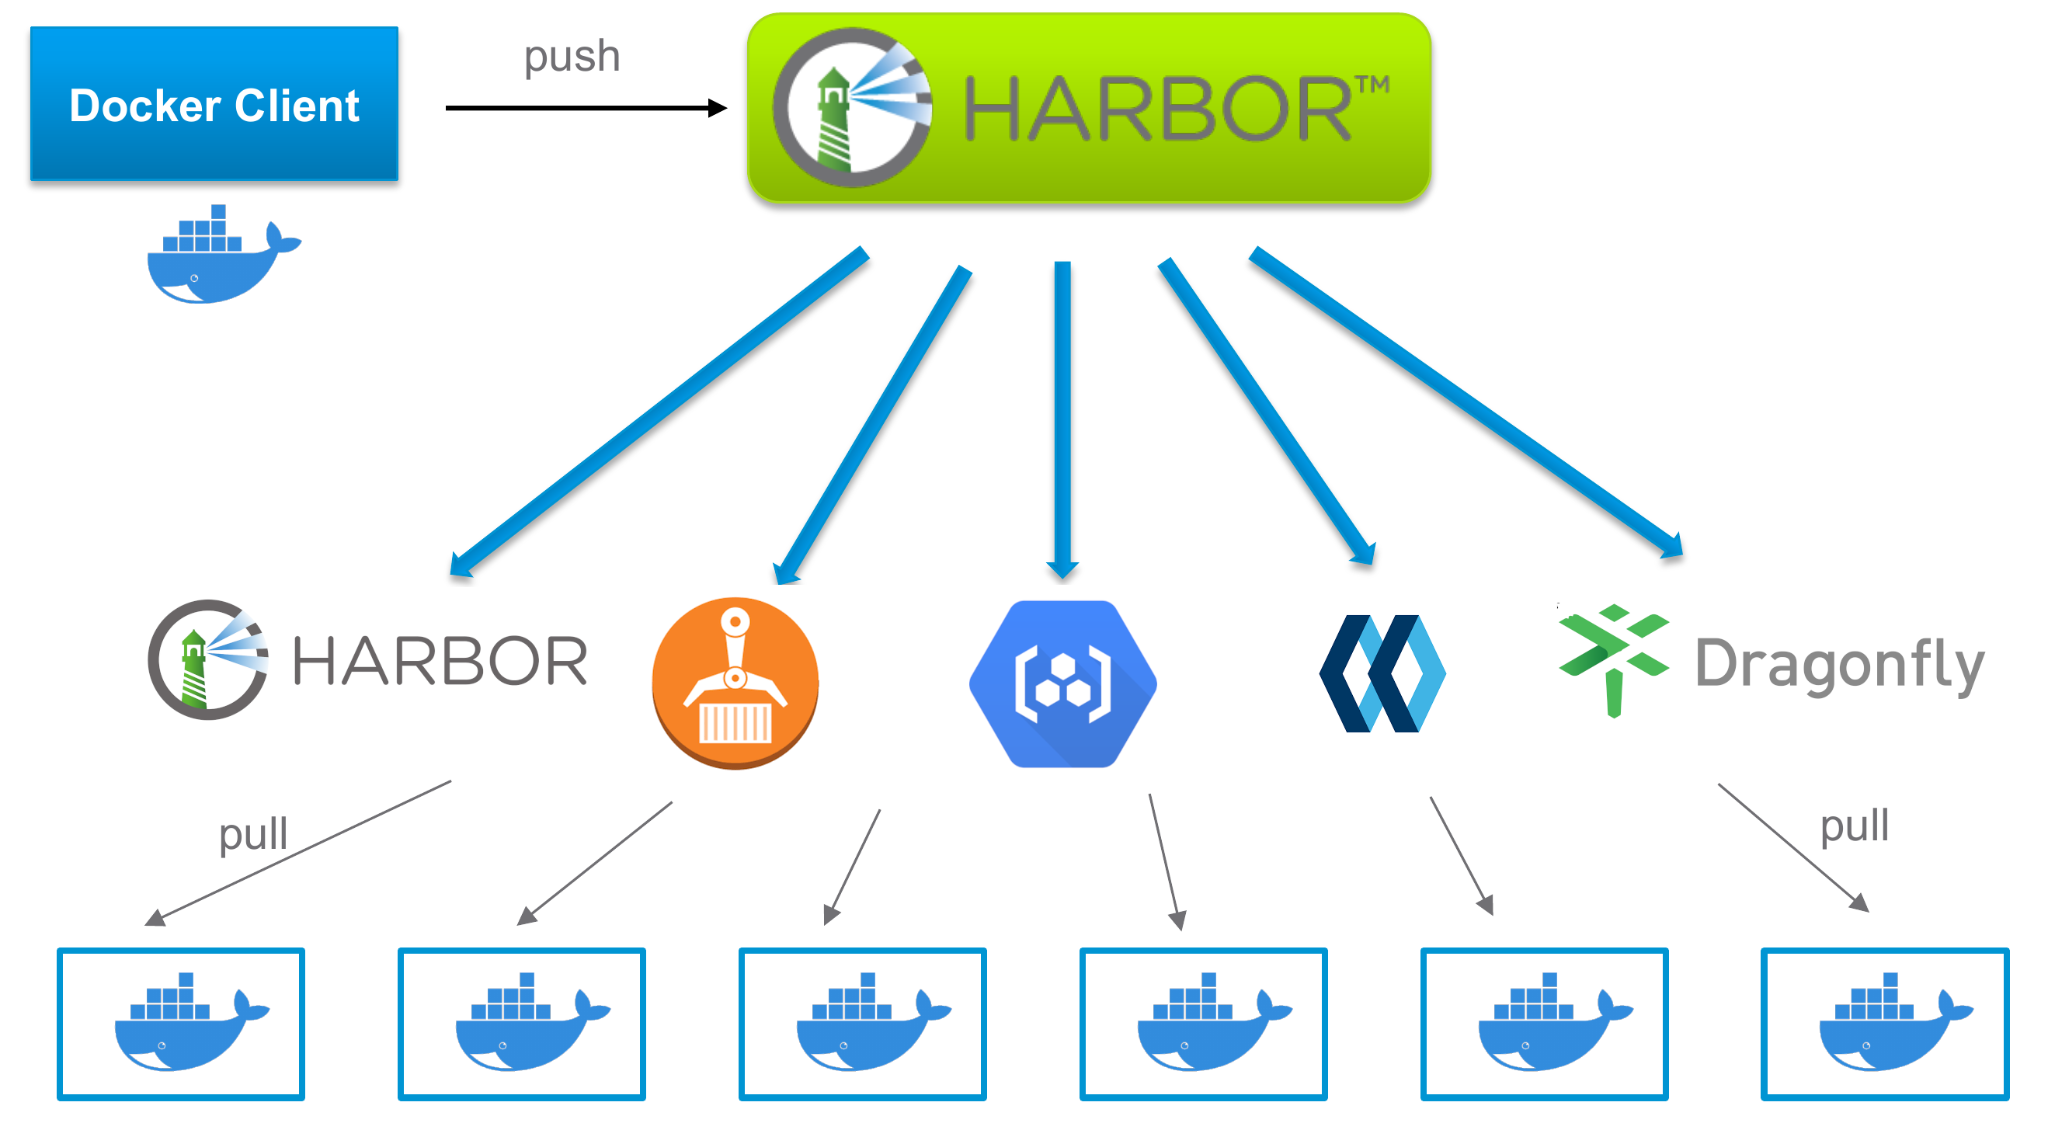 Docker Client
push
HARBOR™
HARBOR
Dragonfly
pull
pull